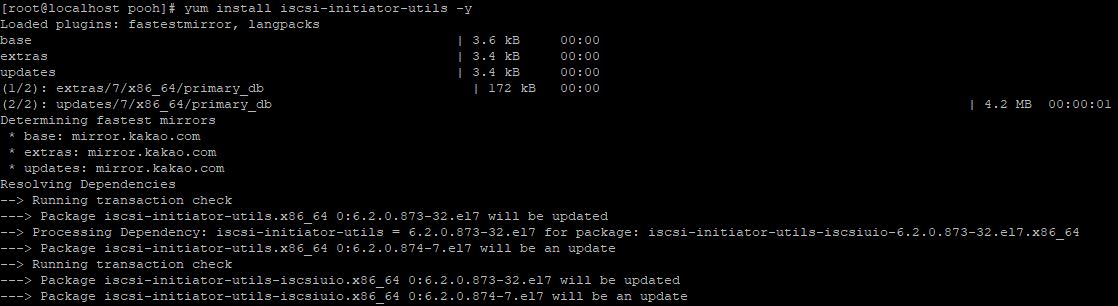 [root@localhost pooh]# yum install iscsi-initiator-utils -y
Loaded plugins: fastestmirror, langpacks
base | 3.6 kB 00:00
extras | 3.4 kB 00:00
updates | 3.4 kB 00:00
(1/2): extras/7/x86_64/primary_db | 172 kB 00:00
(2/2): updates/7/x86_64/primary_db | 4.2 MB 00:00:01
Determining fastest mirrors
* base: mirror.kakao.com
* extras: mirror.kakao.com
* updates: mirror.kakao.com
Resolving Dependencies
--> Running transaction check
---> Package iscsi-initiator-utils.x86_64 0:6.2.0.873-32.el7 will be updated
--> Processing Dependency: iscsi-initiator-utils = 6.2.0.873-32.el7 for package: iscsi-initiator-utils-iscsiuio-6.2.0.873-32.el7.x86_64
---> Package iscsi-initiator-utils.x86_64 0:6.2.0.874-7.el7 will be an update
--> Running transaction check
---> Package iscsi-initiator-utils-iscsiuio.x86_64 0:6.2.0.873-32.el7 will be updated
---> Package iscsi-initiator-utils-iscsiuio.x86_64 0:6.2.0.874-7.el7 will be an update